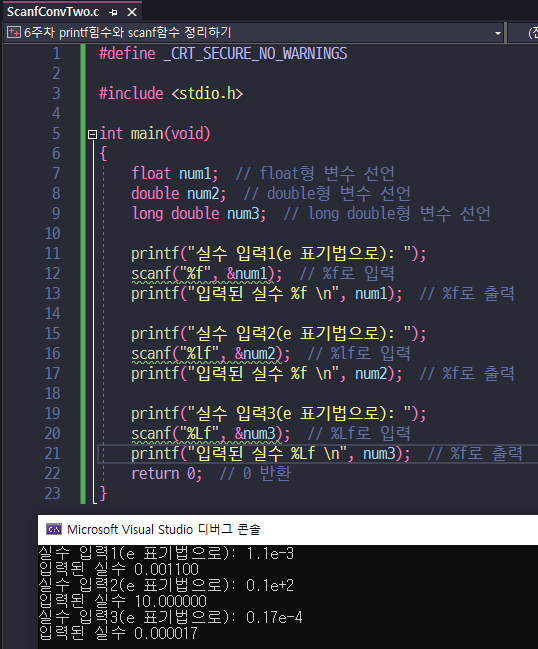 ScanfConvTwo.c
6주차 printf함수와 scanf함수 정리하기 (전
1 #define _CRT_SECURE_NO_WARNINGS
2
3 #include <stdio.h>
4
5 int main(void)
6 {
7 float num1;  // float형 변수 선언
8 double num2;  // double형 변수 선언
9 long double num3;  // long double형 변수 선언
10
11 printf("실수 입력1(e 표기법으로): ");
12 scanf("%f", &num1);  // %f로 입력
13 printf("입력된 실수 %f \n", num1);  // %f로 출력
14
15 printf("실수 입력2(e 표기법으로): ");
16 scanf("%lf", &num2);  // %lf로 입력
17 printf("입력된 실수 %f \n", num2);  // %f로 출력
18
19 printf("실수 입력3(e 표기법으로): ");
20 scanf("%Lf", &num3);  // %Lf로 입력
21 printf("입력된 실수 %Lf \n", num3);  // %f로 출력
22 return 0;  // 0 반환
23 }
C:\ Microsoft Visual Studio 디버그 콘솔
실수 입력1(e 표기법으로): 1.1e-3
입력된 실수 0.001100
실수 입력2(e 표기법으로): 0.1e+2
입력된 실수 10.000000
실수 입력3(e 표기법으로): 0.17e-4
입력된 실수 0.000017